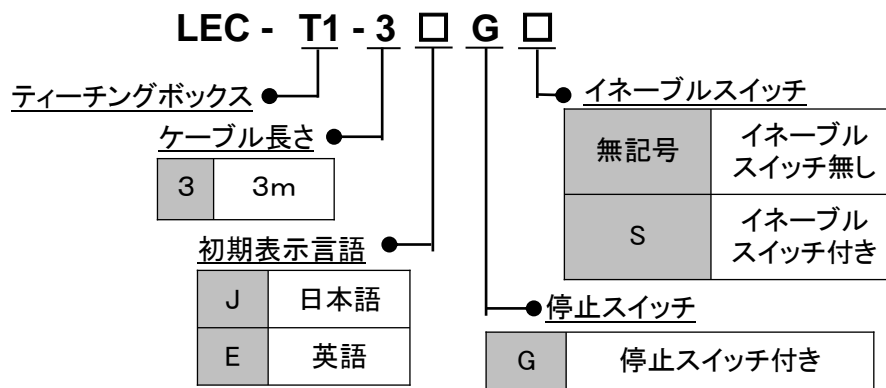 LEC - T1 - 3 □ G □
ティーチングボックス
ケーブル長さ
3 3m
初期表示言語
J 日本語
E 英語
イネーブルスイッチ
無記号 イネーブル
スイッチ無し
S イネーブル
スイッチ付き
停止スイッチ
G 停止スイッチ付き